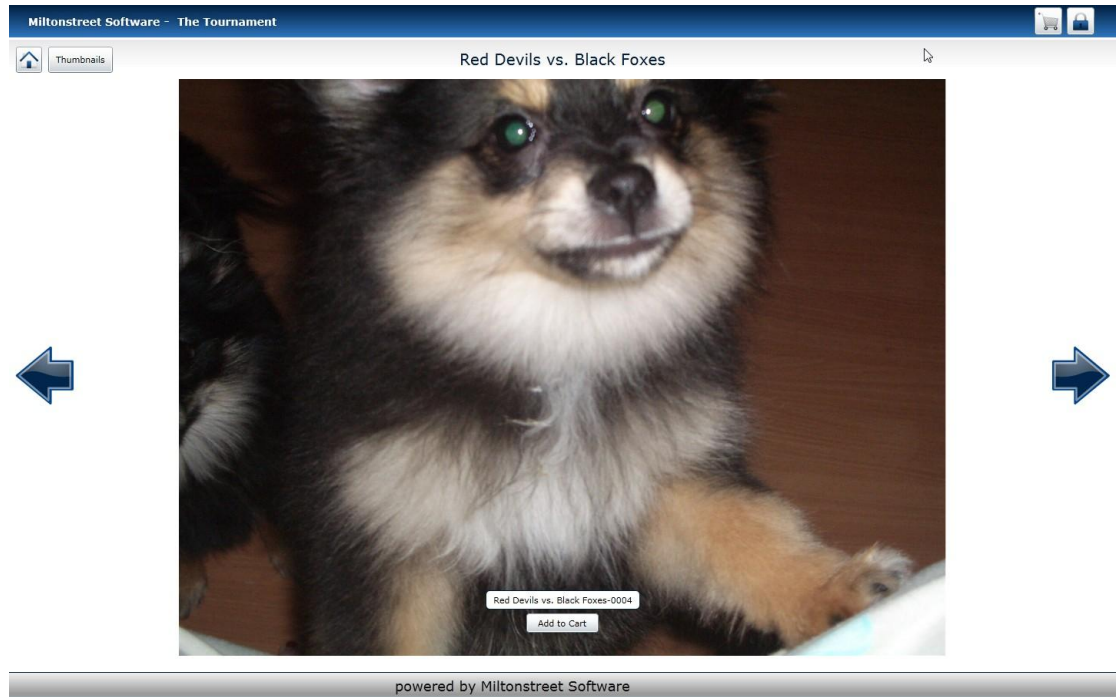 Miltonstreet Software - The Tournament
Thumbnails
Red Devils vs. Black Foxes
Red Devils vs. Black Foxes-0004
Add to Cart
powered by Miltonstreet Software